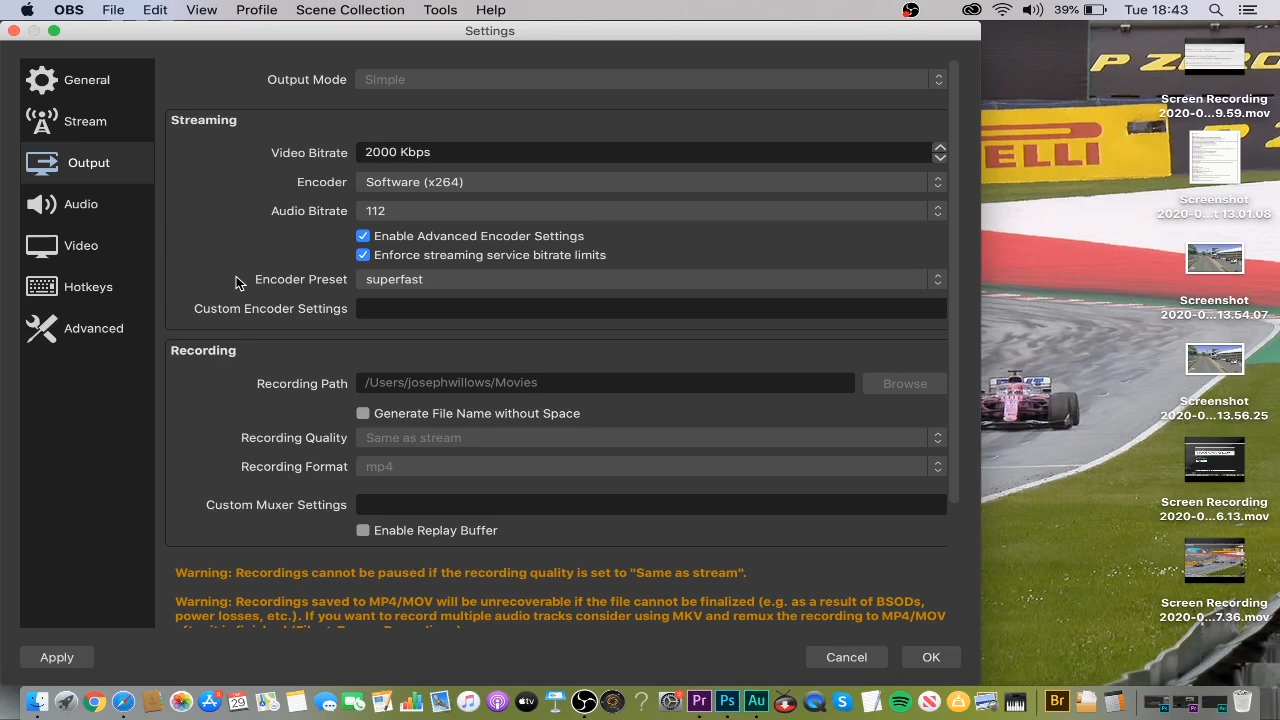 OBS File Edit View Profile Scene Collection Tools Help
39%
Settings
General
Stream
Output
Audio
Video
Hotkeys
Advanced
Output Mode Simple
Streaming
Video Bitrate 2000 Kbps
Encoder Software (x264)
Audio Bitrate 112
Enable Advanced Encoder Settings
Enforce streaming service bitrate limits
Encoder Preset superfast
Custom Encoder Settings
Recording
Recording Path /Users/josephwilloway/Movies
Browse
Generate File Name without Space
Recording Quality Same as stream
Recording Format mp4
Custom Muxer Settings
Enable Replay Buffer
Warning: Recordings cannot be paused if the recording quality is set to "Same as stream".
Warning: Recordings saved to MP4/MOV will be unrecoverable if the file cannot be finalized (e.g. as a result of BSODs,
power losses, etc.). If you want to record multiple audio tracks consider using MKV and remux the recording to MP4/MOV
Apply
Cancel
OK
P ZERO
ELLI
Screen Recording
2020-0...9.59.mov
Screenshot
2020-0...t 13.01.08
Screenshot
2020-0...13.54.07
Screenshot
2020-0...13.56.25
Screen Recording
2020-0...6.13.mov
Screen Recording
2020-0...7.36.mov
Pr
Ps
Au
Br
Ps
Pr
Au